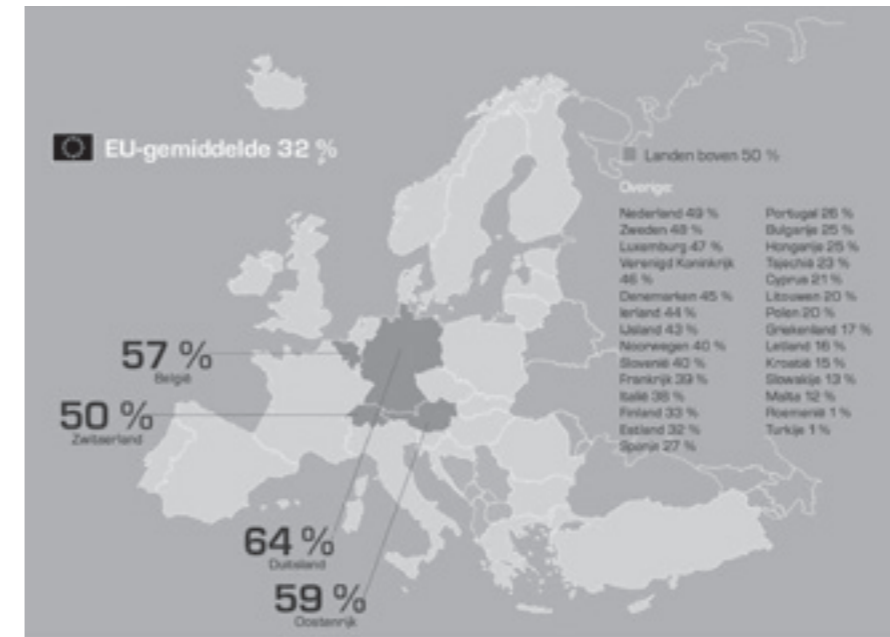 EU-gemiddelde 32 %
Landen boven 50 %
Overige:
Nederland 49 %
Zweden 48 %
Luxemburg 47 %
Verenigd Koninkrijk
46 %
Denemarken 45 %
Ierland 44 %
IJsland 43 %
Noorwegen 40 %
Slovenië 40 %
Frankrijk 39 %
Italië 36 %
Finland 33 %
Estland 32 %
Spanje 27 %
Portugal 26 %
Bulgarije 25 %
Hongarije 25 %
Tsjechië 23 %
Cyprus 21 %
Litouwen 20 %
Polen 20 %
Griekenland 17 %
Letland 16 %
Kroatië 15 %
Slowakije 13 %
Malta 12 %
Roemenië 1 %
Turkije 1 %
57 %
België
50 %
Zwitserland
64 %
Duitsland
59 %
Oostenrijk